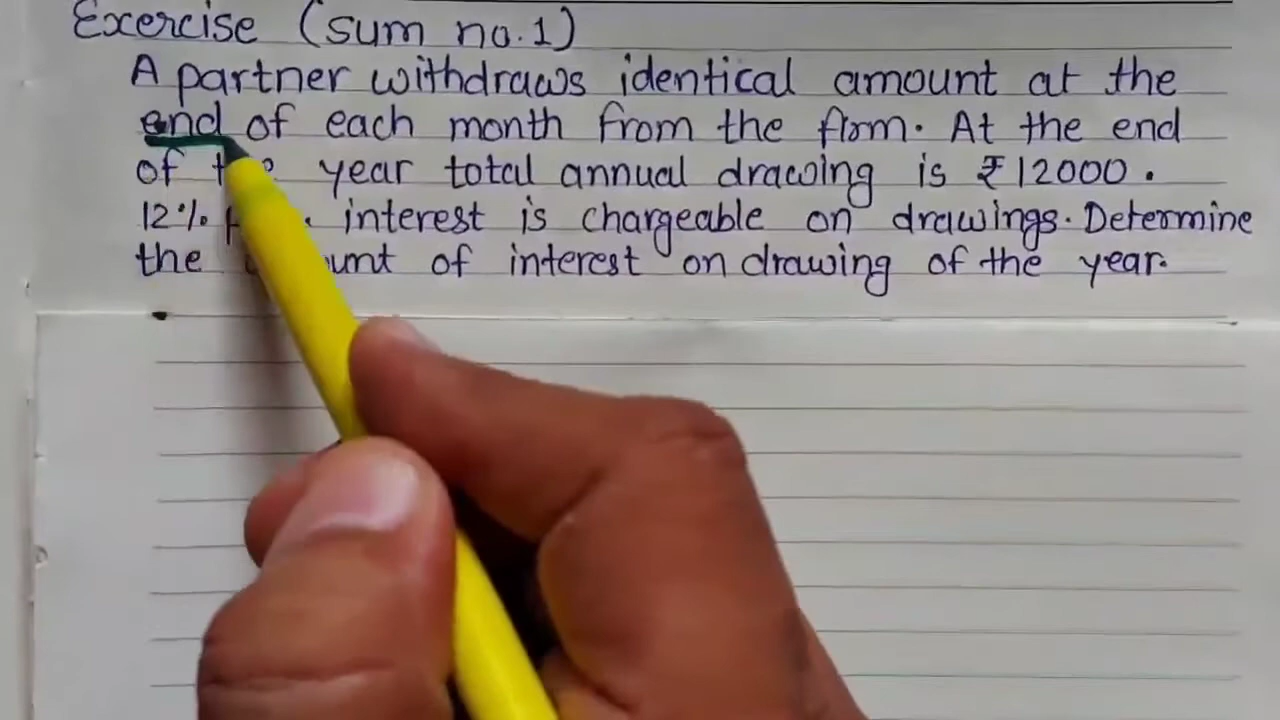 Exercise (sum no.1)
A partner withdraws identical amount at the
end of each month from the firm. At the end
of year total annual drawing is ₹12000.
12% interest is chargeable on drawings. Determine
the of interest on drawing of the year.